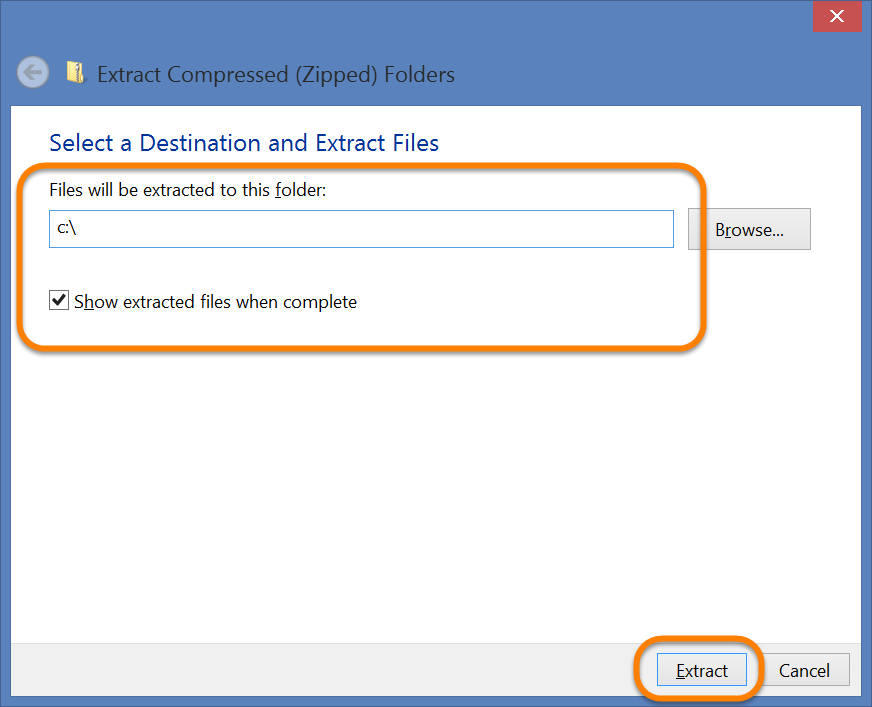 Extract Compressed (Zipped) Folders
Select a Destination and Extract Files
Files will be extracted to this folder:
c:\
Browse...
Show extracted files when complete
Extract
Cancel